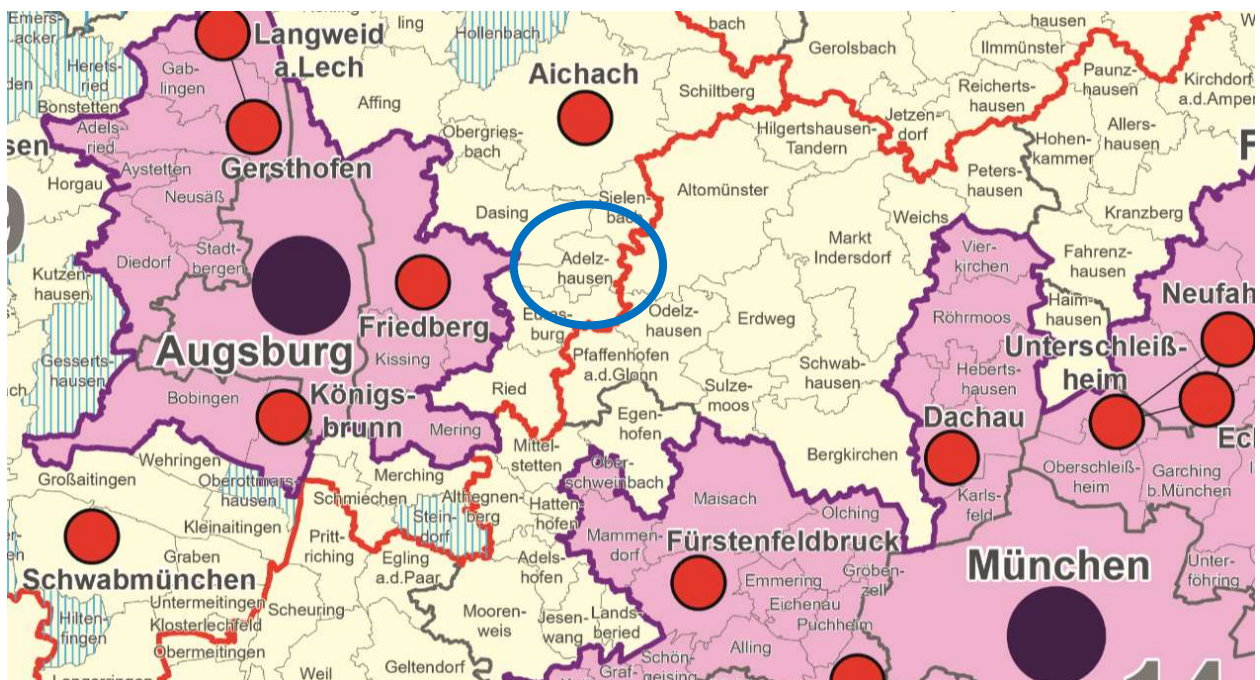 Emers-
acker
Herets-
ried
Bonstetten
Adels-
ried
Gab-
lingen
Langweid
a.Lech
ling
Hollenbach
bach
Gerolsbach
hausen
Ilmmünster
Paunz-
hausen
Kirchdorf
a.d.Amper
Affing
Aichach
Schiltberg
Reicherts-
hausen
Jetzen-
dorf
Hilgertshausen-
Tandern
Hohen-
kammer
Allers-
hausen
Obergries-
bach
sen
Horgau
Aystetten
Gersthofen
Neusäß
Peters-
hausen
Altomünster
Sielen-
bach
Dasing
Weichs
Kranzberg
F
Diedorf
Stadt-
bergen
Adelz-
hausen
Markt
Indersdorf
Vier-
kirchen
Fahrenz-
hausen
Kutzen-
hausen
Friedberg
Euras-
burg
Odelz-
hausen
Erdweg
Röhrmoos
Haim-
hausen
Neufah
Augsburg
Kissing
Gesserts-
hausen
Pfaffenhofen
a.d.Glonn
Schwab-
hausen
Heberts-
hausen
Unterschleiß-
heim
Bobingen
Königs-
brunn
Ried
Sulze-
moos
Egen-
hofen
Dachau
Ec
Mering
Mittel-
stetten
Bergkirchen
Wehringen
Großaitingen
Oberottmars-
hausen
Merching
Schmiechen
Ober-
schweinbach
Maisach
Karls-
feld
Oberschleiß-
heim
Garching
b.München
Althegnen-
berg
Stein-
dorf
Hatten-
hofen
Olching
Kleinaitingen
Pritt-
riching
Mammen-
dorf
Fürstenfeldbruck
Graben
Egling
a.d.Paar
Adels-
hofen
Gröben-
zell
München
Unter-
föhring
Schwabmünchen
Emmering
Eichenau
Puchheim
Untermeitingen
Klosterlechfeld
Obermeitingen
Scheuring
Mooren-
weis
Jesen-
wang
Lands-
beried
Hilten-
fingen
Alling
Weil
Geltendorf
Schön-
geising
Graf-
Langerringen
14